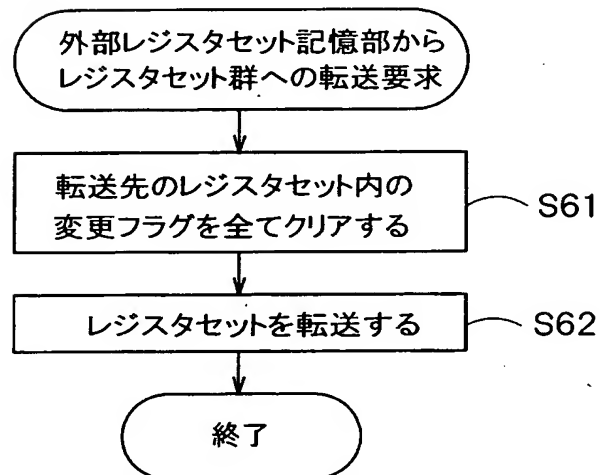 外部レジスタセット記憶部から
レジスタセット群への転送要求
転送先のレジスタセット内の
変更フラグを全てクリアする
S61
レジスタセットを転送する
S62
終了